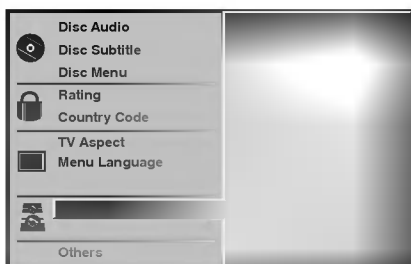 Disc Audio
Disc Subtitle
Disc Menu
Rating
Country Code
TV Aspect
Menu Language
Others